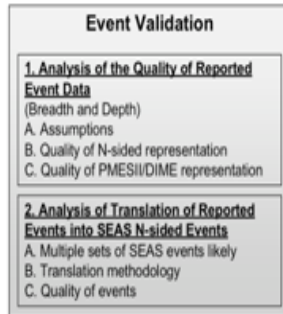 Event Validation
1. Analysis of the Quality of Reported
Event Data
(Breadth and Depth)
A. Assumptions
B. Quality of N-sided representation
C. Quality of PMESII/DIME representation
2. Analysis of Translation of Reported
Events into SEAS N-sided Events
A. Multiple sets of SEAS events likely
B. Translation methodology
C. Quality of events